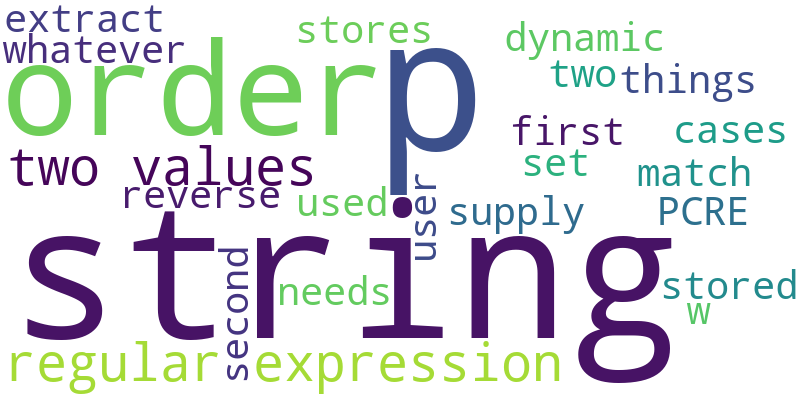 extract
whatever
stores
dynamic
two
things
order
p
first
cases
two values
set
match
reverse
used
user
supply
PCRE
string
second
needs
stored
w
regular expression